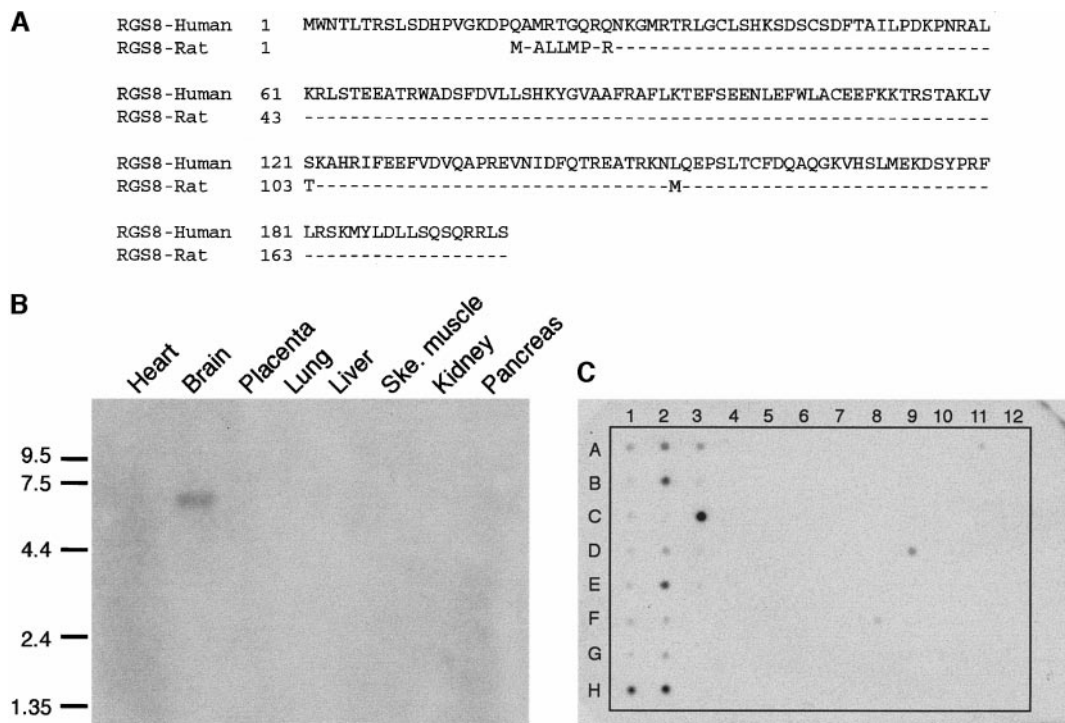 A
RGS8-Human 1 MWNTLTRSLSDHPVGKDPQAMRTGQRQNKGMRTRLGCLSHKSDSCSDFTAILPDKPNRAL
RGS8-Rat 1 M-ALLMP-R---------------------------------
RGS8-Human 61 KRLSTEEATRWADSFDVLLSHKYGVAAFRAFLKTEFSEENLEFWLACEEFKKTRSTAKLV
RGS8-Rat 43 ------------------------------------------------------------
RGS8-Human 121 SKAHRIFEEFVDVQAPREVNIDFQTREATRKNLQEPSLTCFDQAQGKVHSLMEKDSYPRF
RGS8-Rat 103 T-------------------------------M---------------------------
RGS8-Human 181 LRSKMYLDLLSQSQRRLS
RGS8-Rat 163 ------------------
B
Heart Brain Placenta Lung Liver Ske. muscle Kidney Pancreas
9.5
7.5
4.4
2.4
1.35
C
1 2 3 4 5 6 7 8 9 10 11 12
A
B
C
D
E
F
G
H